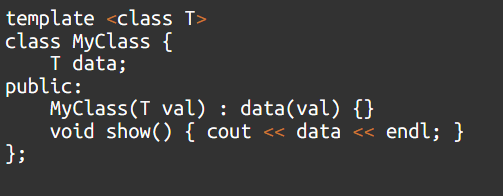 template <class T>
class MyClass {
    T data;
public:
    MyClass(T val) : data(val) {}
    void show() { cout << data << endl; }
};